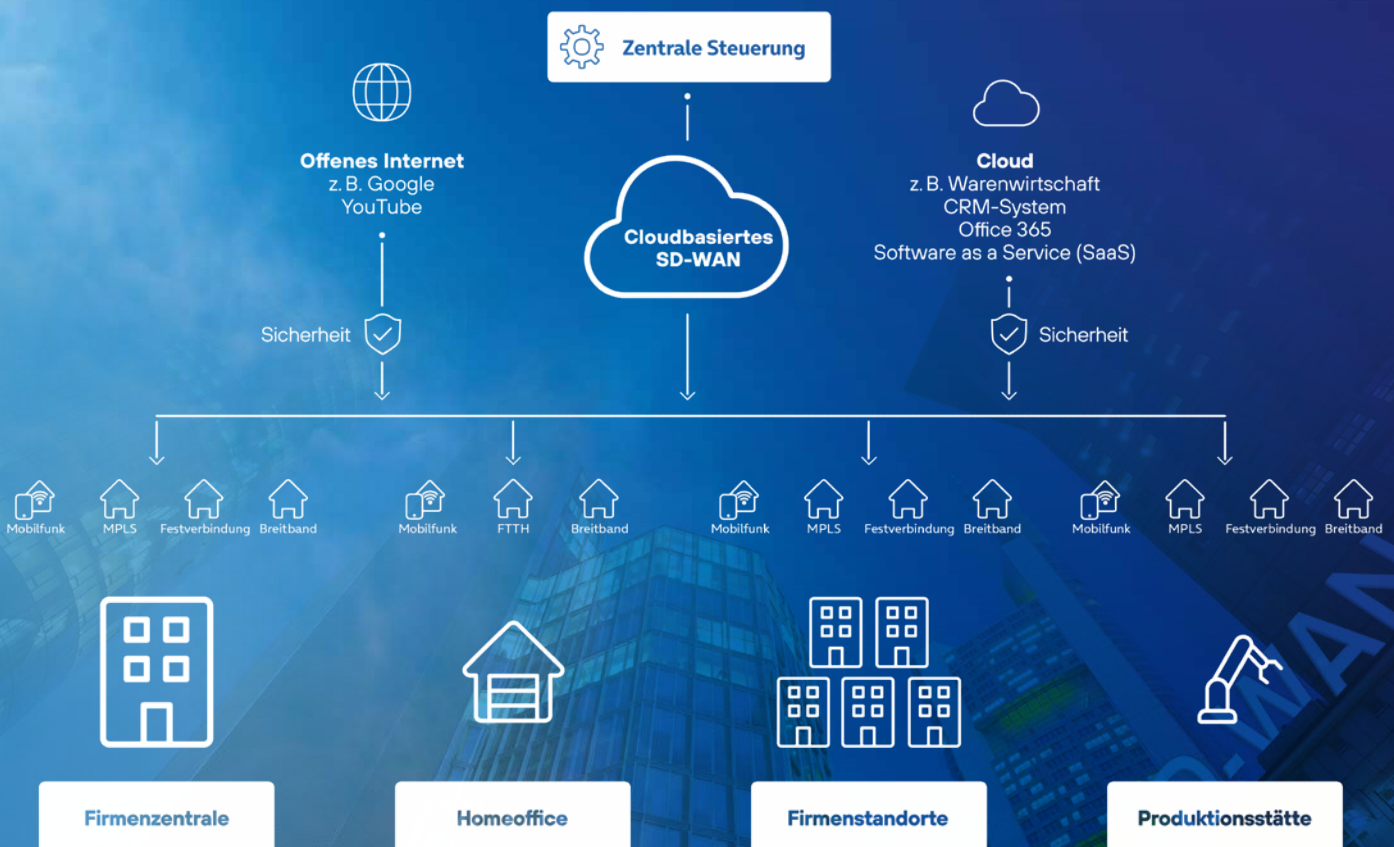 Zentrale Steuerung
Offenes Internet
z. B. Google
YouTube
Cloudbasiertes
SD-WAN
Cloud
z. B. Warenwirtschaft
CRM-System
Office 365
Software as a Service (SaaS)
Sicherheit
Sicherheit
Mobilfunk
MPLS
Festverbindung
Breitband
Mobilfunk
FTTH
Breitband
Mobilfunk
MPLS
Festverbindung
Breitband
Mobilfunk
MPLS
Festverbindung
Breitband
Firmenzentrale
Homeoffice
Firmenstandorte
Produktionsstätte